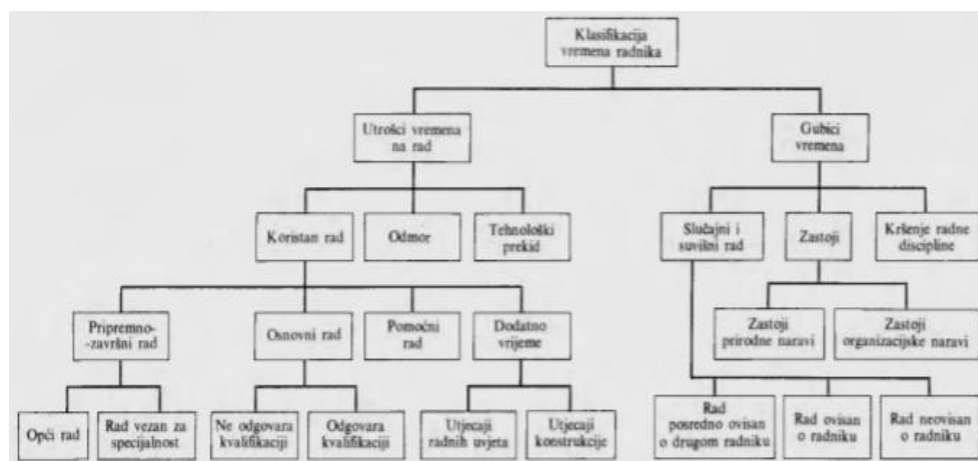 Klasifikacija
vremena radnika
Utrošci vremena
na rad
Gubici
vremena
Koristan rad
Odmor
Tehnološki
prekid
Slučajni i
suvišni rad
Zastoji
Kršenje radne
discipline
Pripremno-
-završni rad
Osnovni rad
Pomoćni
rad
Dodatno
vrijeme
Zastoji
prirodne naravi
Zastoji
organizacijske naravi
Opći rad
Rad vezan za
specijalnost
Ne odgovara
kvalifikaciji
Odgovara
kvalifikaciji
Utjecaji
radnih uvjeta
Utjecaji
konstrukcije
Rad
posredno ovisan
o drugom radniku
Rad ovisan
o radniku
Rad neovisan
o radniku